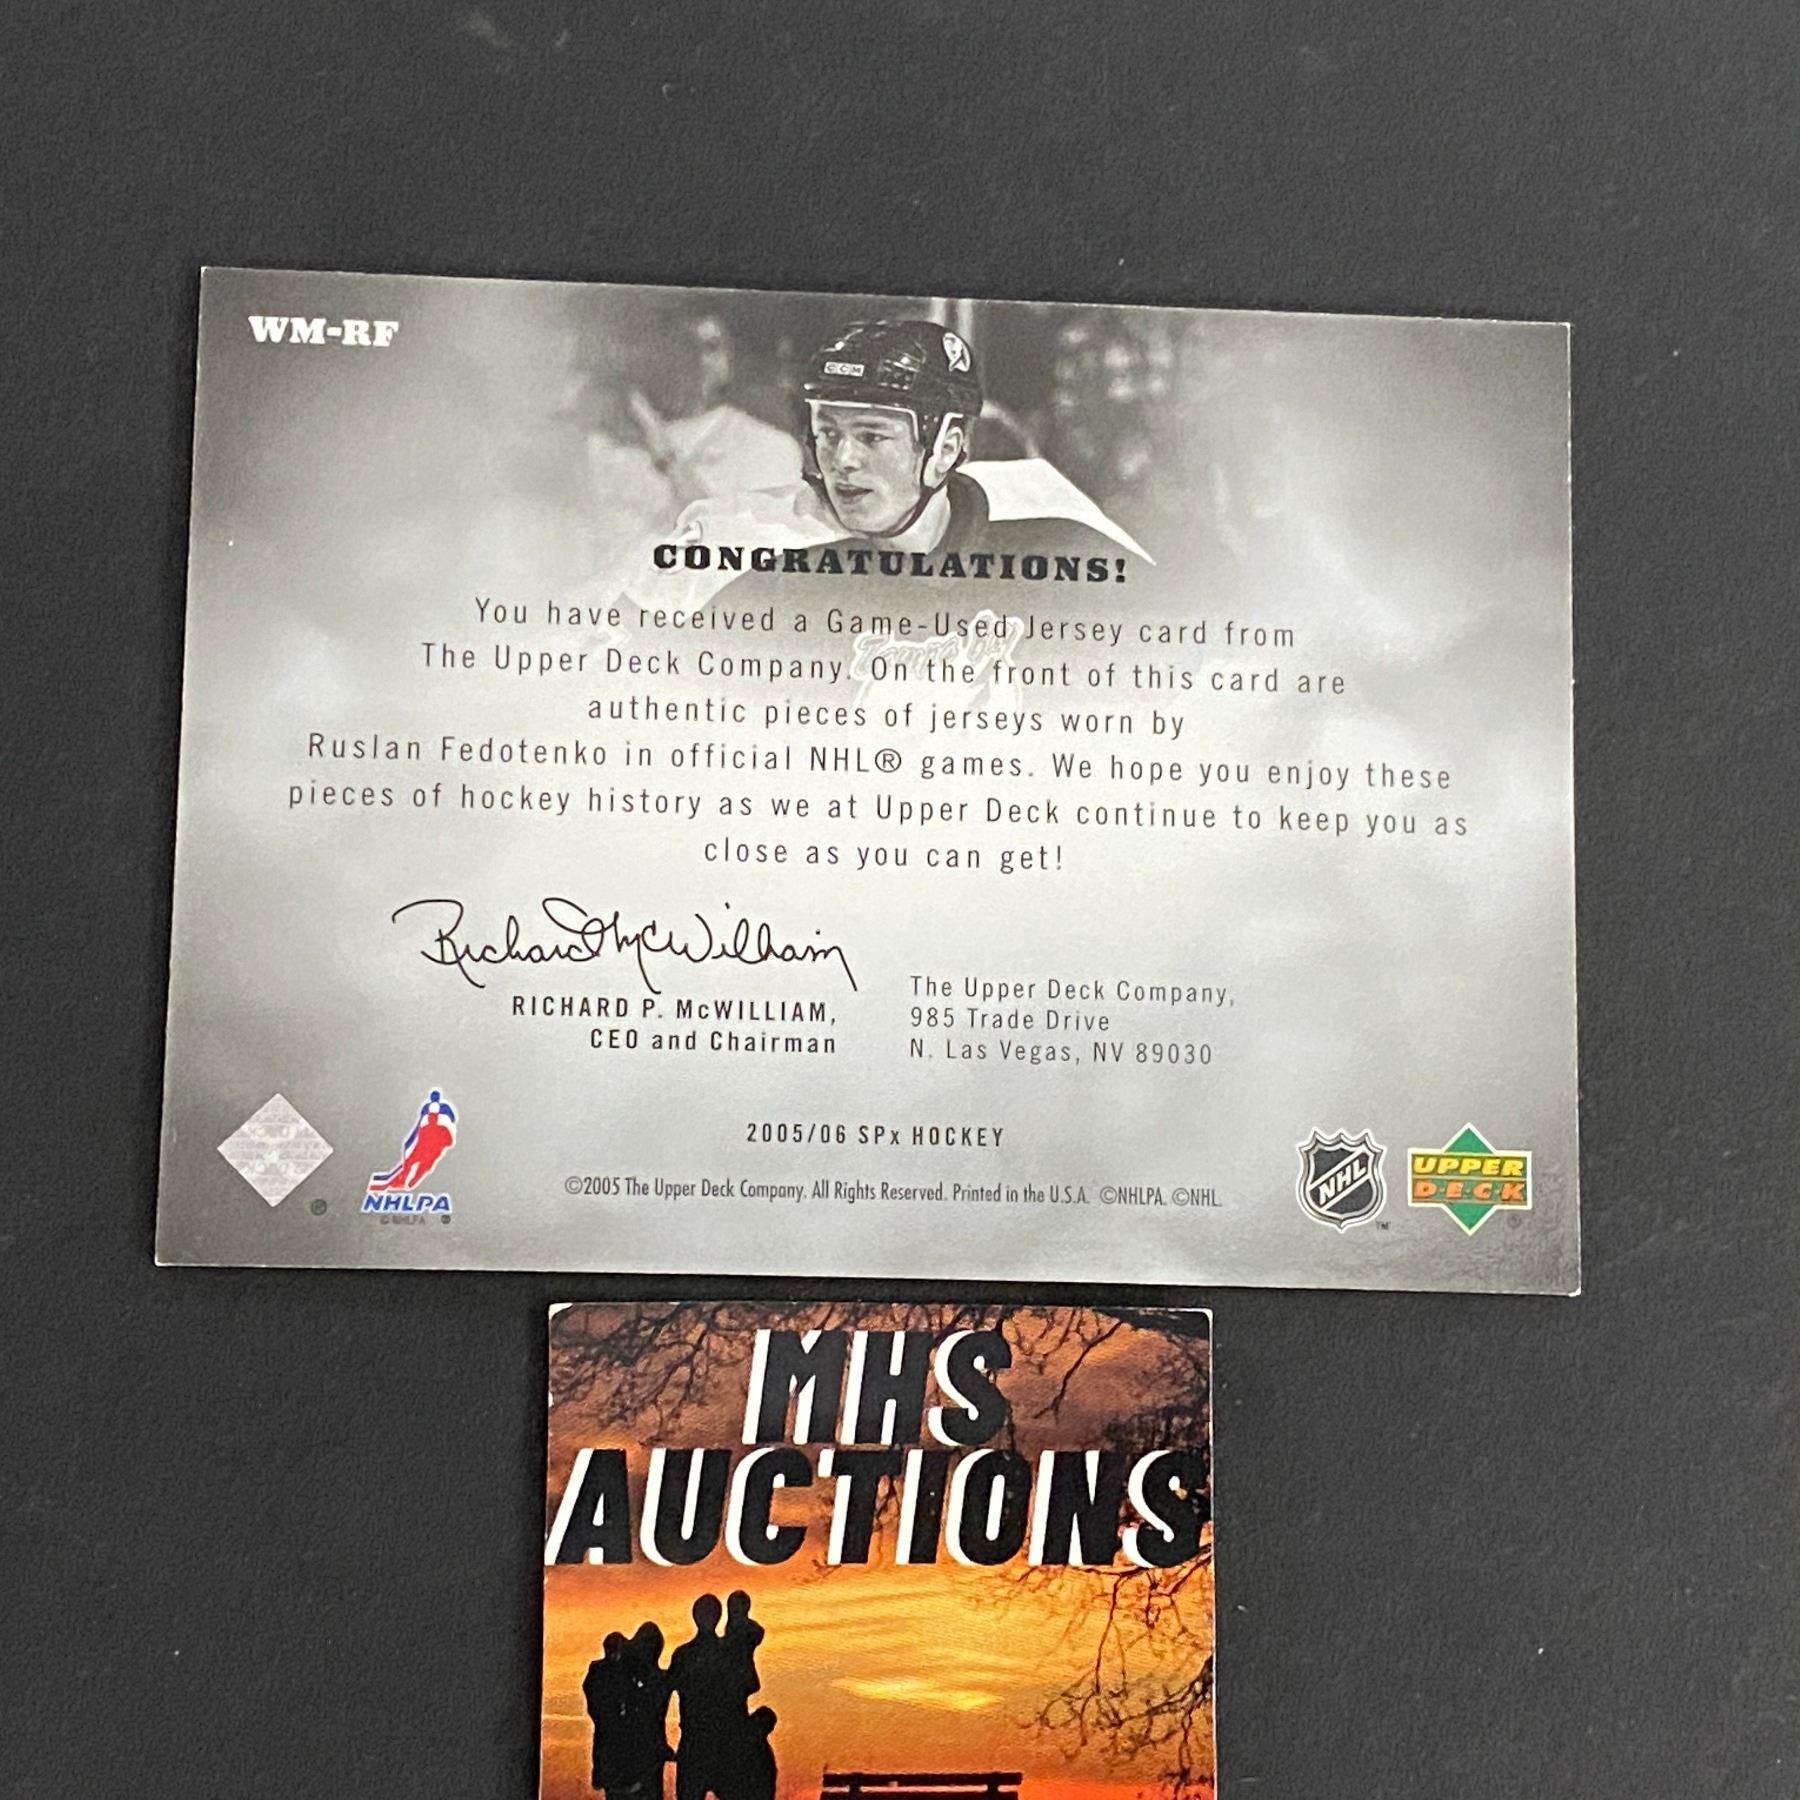 WM-RF
CCM
CONGRATULATIONS!
You have received a Game-Used Jersey card from
The Upper Deck Company. On the front of this card are
authentic pieces of jerseys worn by
Ruslan Fedotenko in official NHL® games. We hope you enjoy these
pieces of hockey history as we at Upper Deck continue to keep you as
close as you can get!
Richard McWilliam
RICHARD P. McWILLIAM,
CEO and Chairman
The Upper Deck Company,
985 Trade Drive
N. Las Vegas, NV 89030
2005/06 SPx HOCKEY
©2005 The Upper Deck Company. All Rights Reserved. Printed in the U.S.A. ©NHLPA. ©NHL.
NHLPA
© NHLPA ®
NHL
TM
UPPER
D·E·C·K
MHS
AUCTIONS